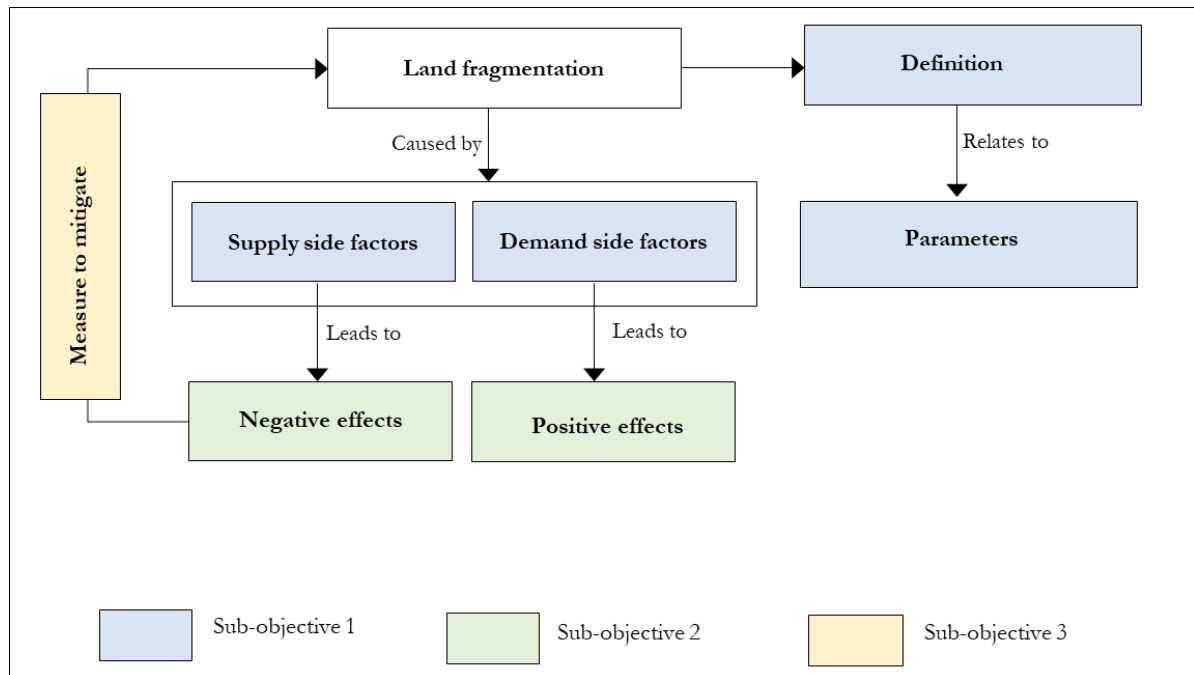 Land fragmentation
Definition
Caused by
Relates to
Measure to mitigate
Supply side factors
Demand side factors
Parameters
Leads to
Leads to
Negative effects
Positive effects
Sub-objective 1
Sub-objective 2
Sub-objective 3